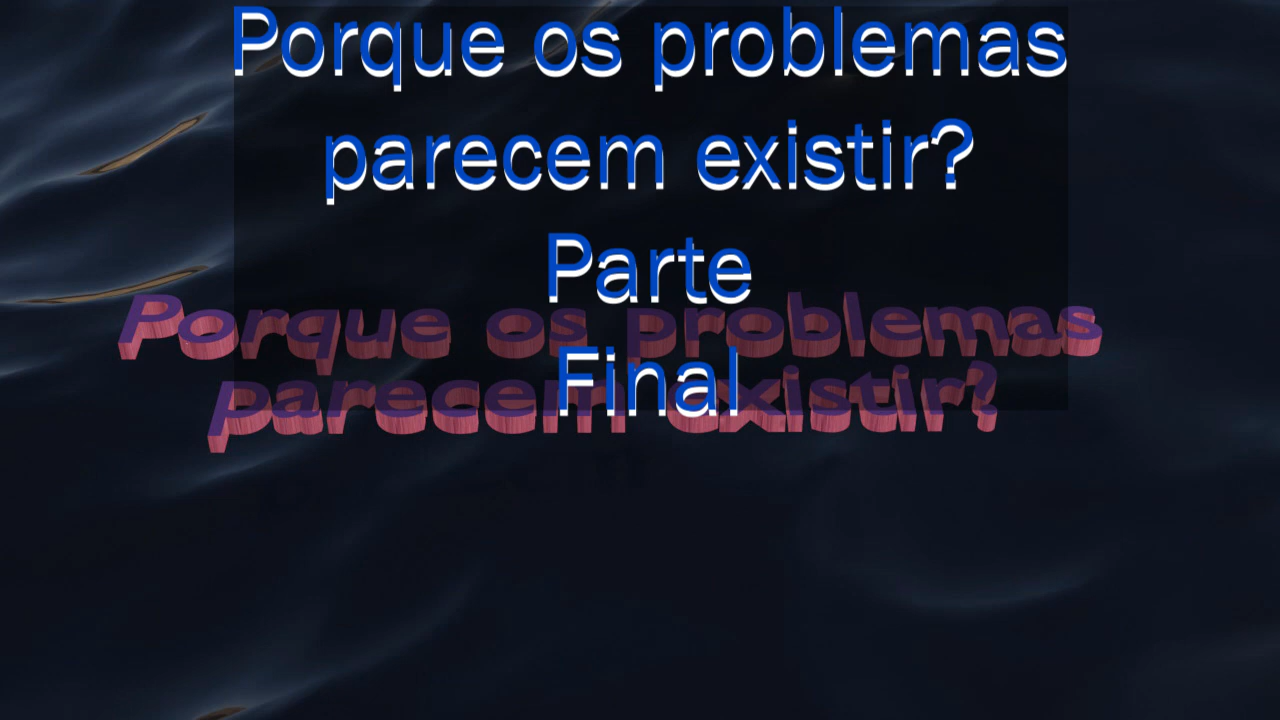 Porque os problemas
parecem existir?
Parte
Final
Porque os problemas
parecem existir?